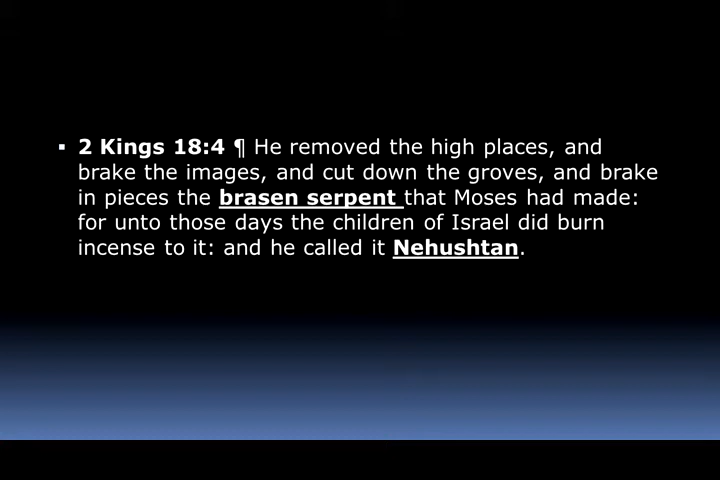 ▪ 2 Kings 18:4 ¶ He removed the high places, and
brake the images, and cut down the groves, and brake
in pieces the brasen serpent that Moses had made:
for unto those days the children of Israel did burn
incense to it: and he called it Nehushtan.